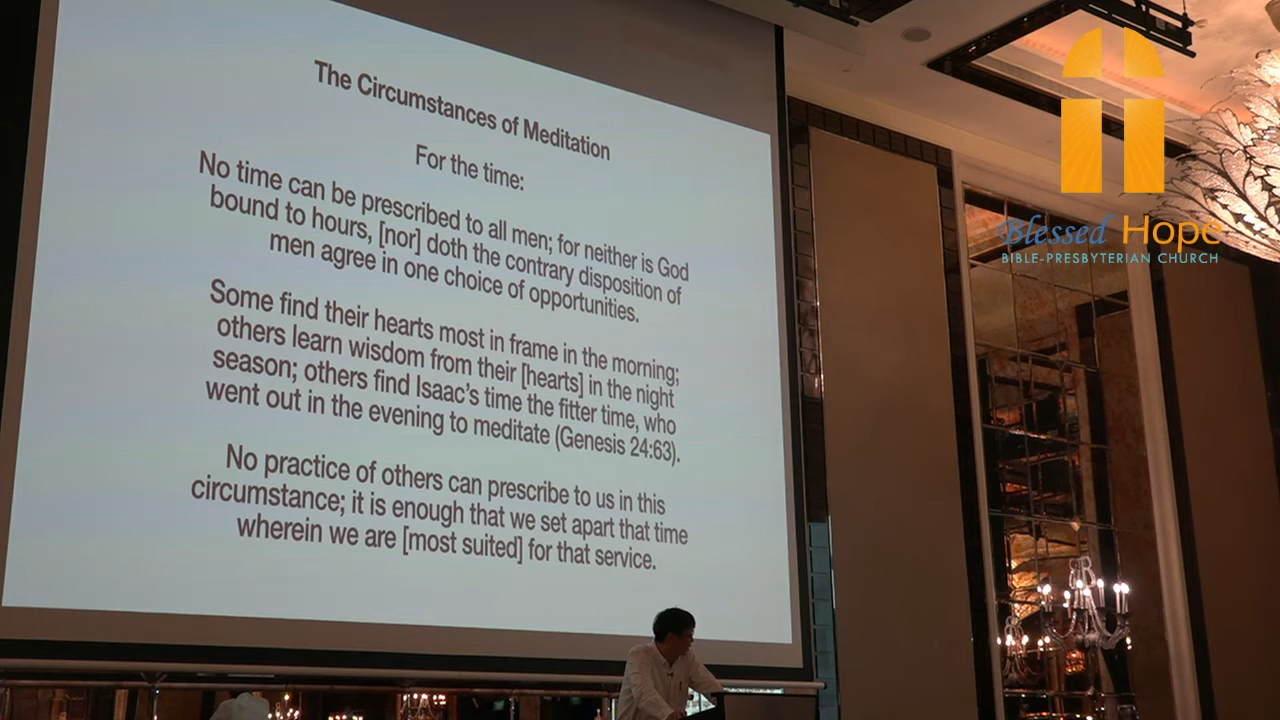 The Circumstances of Meditation
For the time:
No time can be prescribed to all men; for neither is God
bound to hours, [nor] doth the contrary disposition of
men agree in one choice of opportunities.
Some find their hearts most in frame in the morning;
others learn wisdom from their [hearts] in the night
season; others find Isaac's time the fitter time, who
went out in the evening to meditate (Genesis 24:63).
No practice of others can prescribe to us in this
circumstance; it is enough that we set apart that time
wherein we are [most suited] for that service.
Blessed Hope
BIBLE-PRESBYTERIAN CHURCH